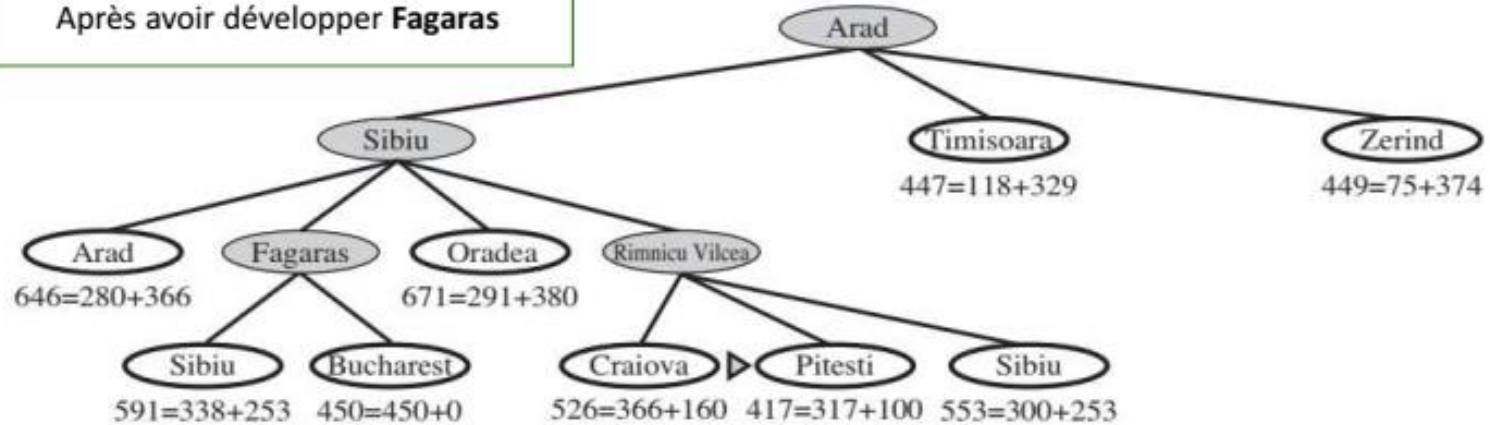 Après avoir développer Fagaras
Arad
Sibiu
Timisoara
Zerind
447=118+329
449=75+374
Arad
Fagaras
Oradea
Rimnicu Vilcea
646=280+366
671=291+380
Sibiu
Bucharest
Craiova
Pitesti
Sibiu
591=338+253
450=450+0
526=366+160
417=317+100
553=300+253